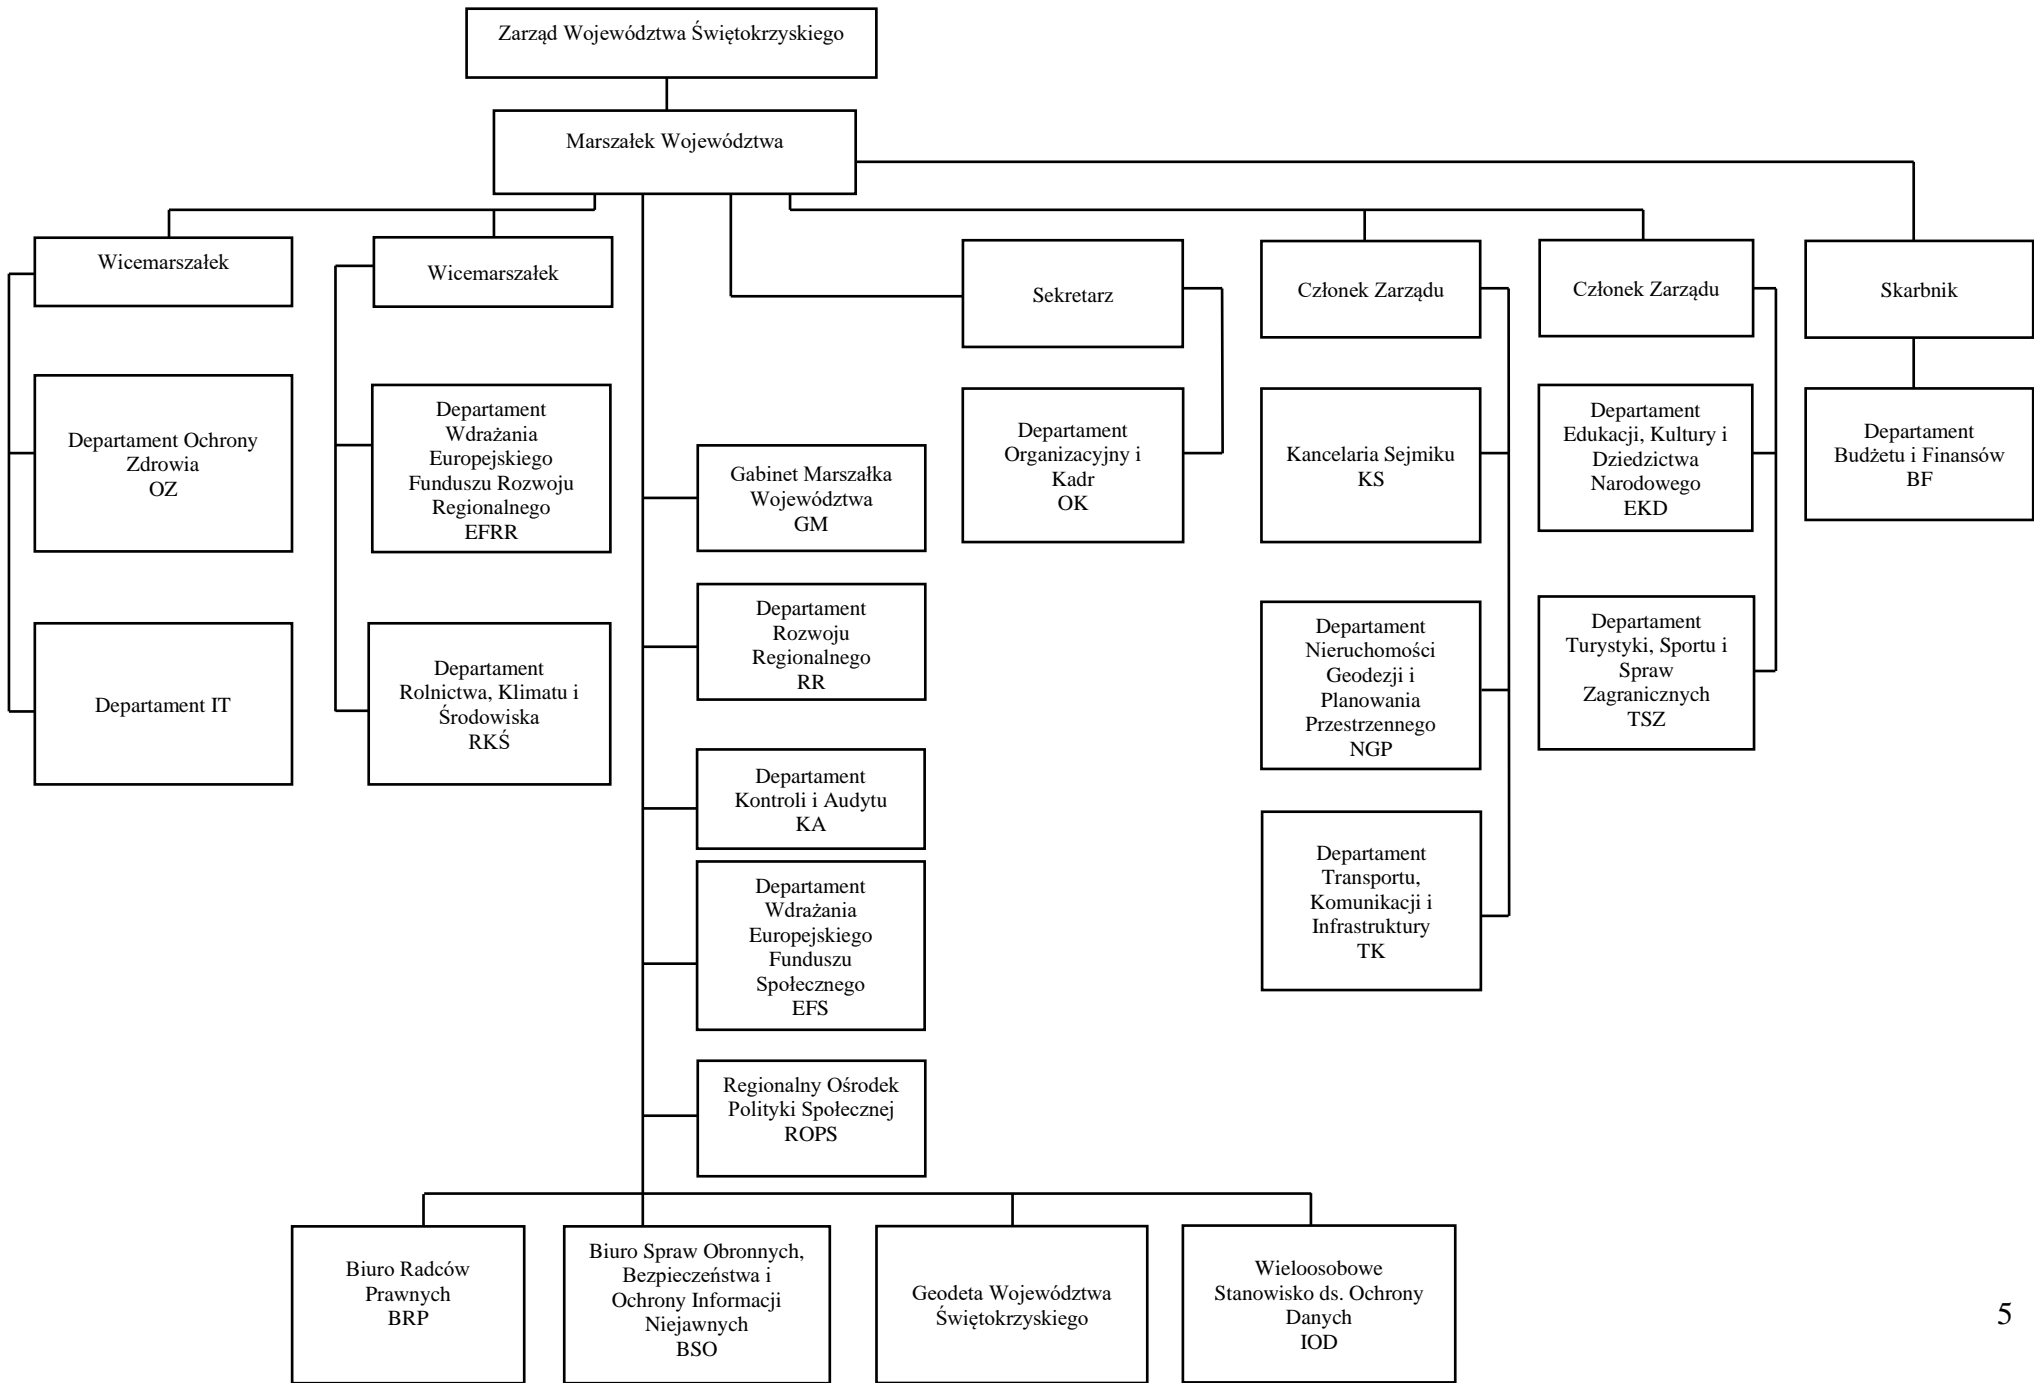 Zarząd Województwa Świętokrzyskiego
Marszałek Województwa
Wicemarszałek
Wicemarszałek
Sekretarz
Członek Zarządu
Członek Zarządu
Skarbnik
Departament Ochrony
Zdrowia
OZ
Departament
Wdrażania
Europejskiego
Funduszu Rozwoju
Regionalnego
EFRR
Gabinet Marszałka
Województwa
GM
Departament
Organizacyjny i
Kadr
OK
Kancelaria Sejmiku
KS
Departament
Edukacji, Kultury i
Dziedzictwa
Narodowego
EKD
Departament
Budżetu i Finansów
BF
Departament IT
Departament
Rolnictwa, Klimatu i
Środowiska
RKŚ
Departament
Rozwoju
Regionalnego
RR
Departament
Nieruchomości
Geodezji i
Planowania
Przestrzennego
NGP
Departament
Turystyki, Sportu i
Spraw
Zagranicznych
TSZ
Departament
Kontroli i Audytu
KA
Departament
Wdrażania
Europejskiego
Funduszu
Społecznego
EFS
Departament
Transportu,
Komunikacji i
Infrastruktury
TK
Regionalny Ośrodek
Polityki Społecznej
ROPS
Biuro Radców
Prawnych
BRP
Biuro Spraw Obronnych,
Bezpieczeństwa i
Ochrony Informacji
Niejawnych
BSO
Geodeta Województwa
Świętokrzyskiego
Wieloosobowe
Stanowisko ds. Ochrony
Danych
IOD
5